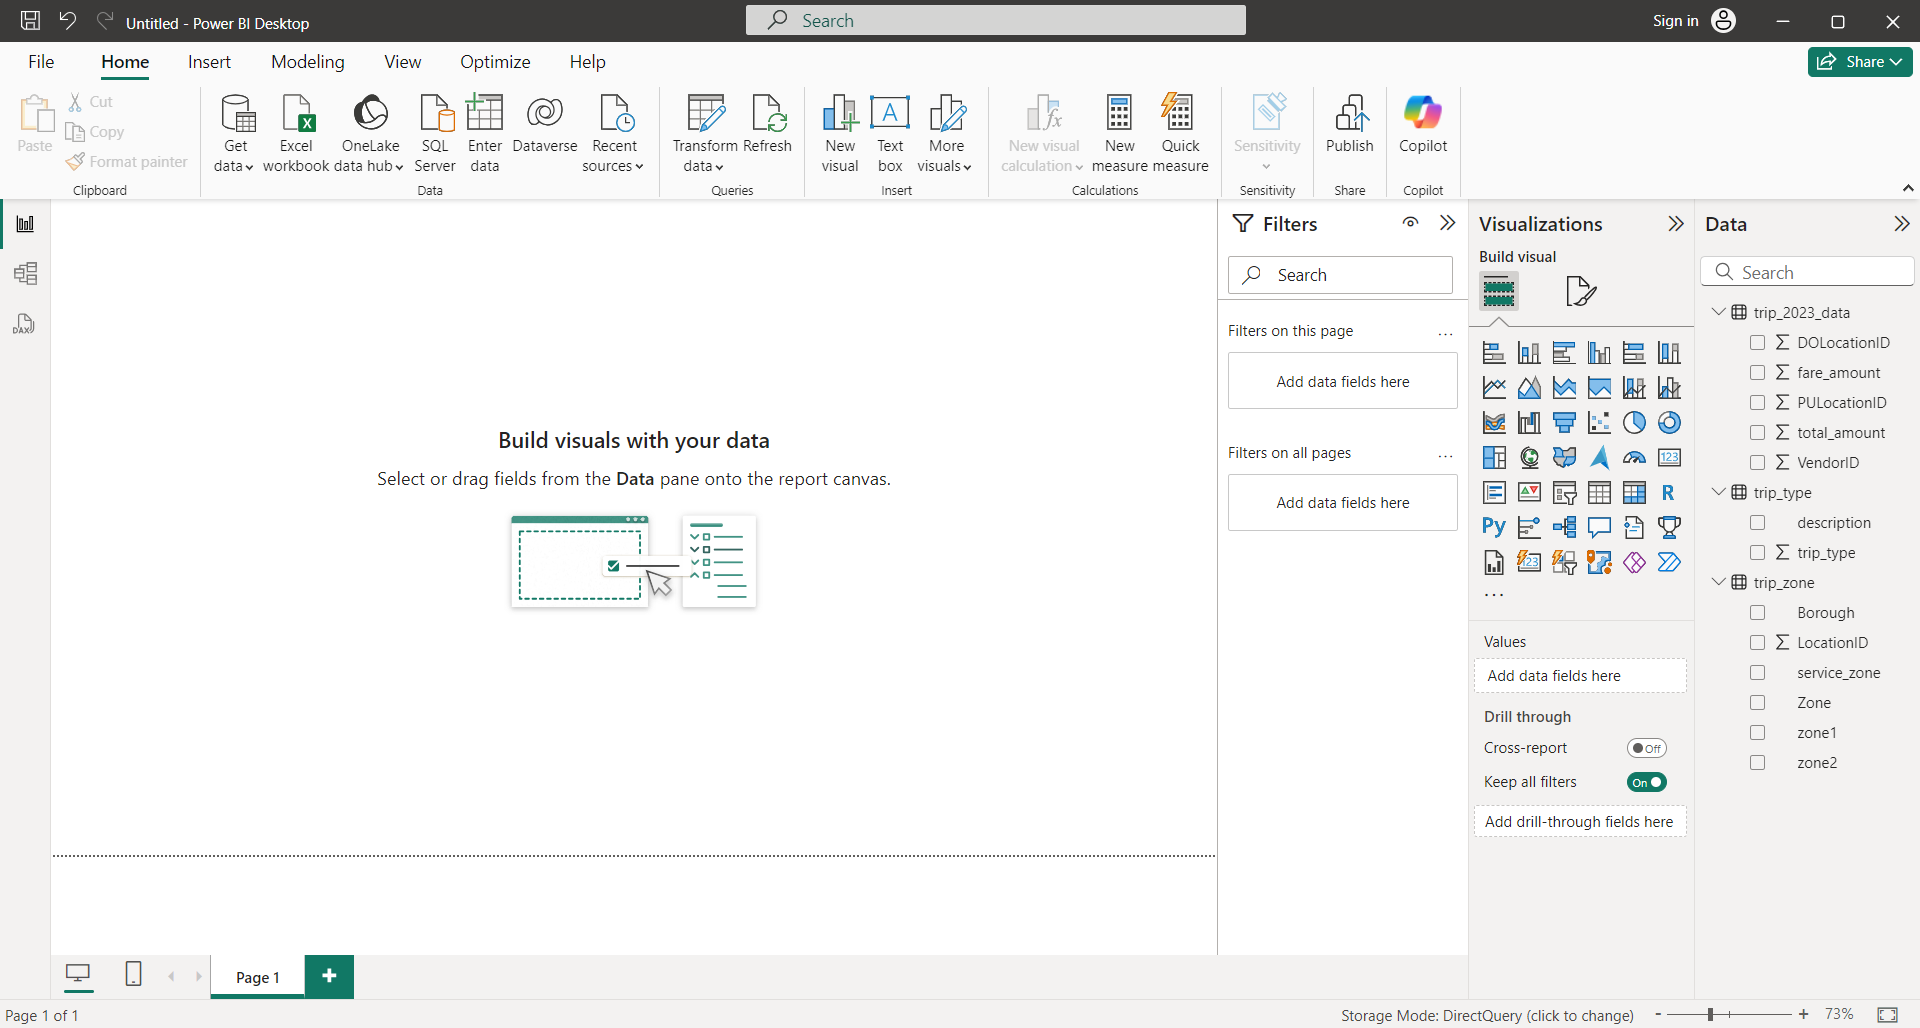 Untitled - Power BI Desktop
Search
Sign in
File
Home
Insert
Modeling
View
Optimize
Help
Share
Paste
Cut
Copy
Format painter
Clipboard
Get data
Excel workbook
OneLake data hub
SQL Server
Enter data
Dataverse
Recent sources
Data
Transform data
Refresh
Queries
New visual
Text box
More visuals
Insert
New visual calculation
New measure
Quick measure
Calculations
Sensitivity
Sensitivity
Publish
Share
Copilot
Copilot
DAX
Build visuals with your data
Select or drag fields from the Data pane onto the report canvas.
Filters
Search
Filters on this page
...
Add data fields here
Filters on all pages
...
Add data fields here
Visualizations
Build visual
123
R
Py
123
...
Values
Add data fields here
Drill through
Cross-report
Off
Keep all filters
On
Add drill-through fields here
Data
Search
trip_2023_data
DOLocationID
fare_amount
PULocationID
total_amount
VendorID
trip_type
description
trip_type
trip_zone
Borough
LocationID
service_zone
Zone
zone1
zone2
Page 1
Page 1 of 1
Storage Mode: DirectQuery (click to change)
- +
73%